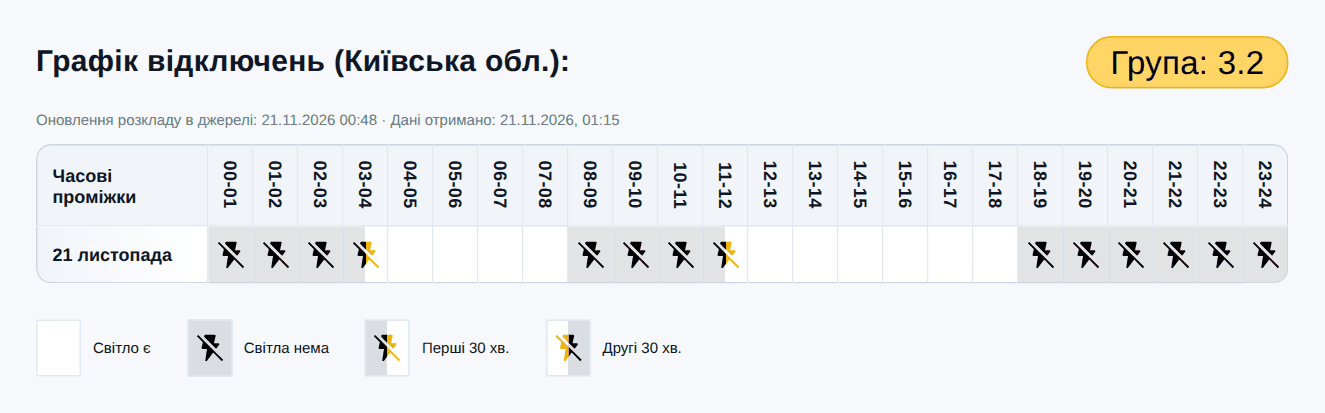 Графік відключень (Київська обл.):
Група: 3.2
Оновлення розкладу в джерелі: 21.11.2026 00:48 · Дані отримано: 21.11.2026, 01:15
Часові
проміжки
00-01
01-02
02-03
03-04
04-05
05-06
06-07
07-08
08-09
09-10
10-11
11-12
12-13
13-14
14-15
15-16
16-17
17-18
18-19
19-20
20-21
21-22
22-23
23-24
21 листопада
Світло є
Світла нема
Перші 30 хв.
Другі 30 хв.